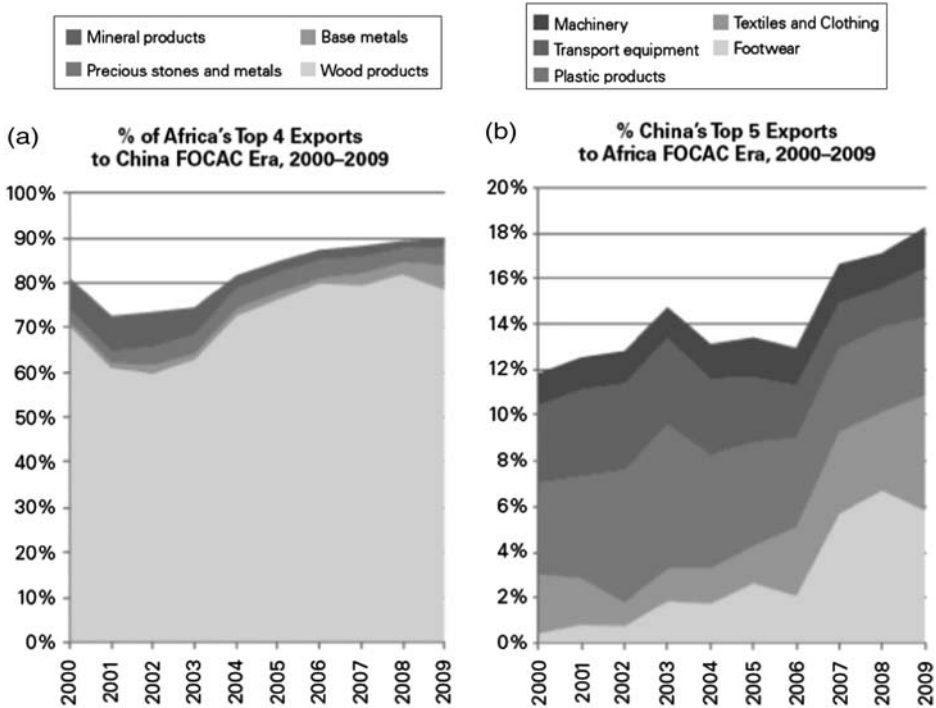 Mineral products Base metals
Precious stones and metals Wood products
Machinery Textiles and Clothing
Transport equipment Footwear
Plastic products
(a) % of Africa's Top 4 Exports
to China FOCAC Era, 2000–2009
100%
90%
80%
70%
60%
50%
40%
30%
20%
10%
0%
2000 2001 2002 2003 2004 2005 2006 2007 2008 2009
(b) % China's Top 5 Exports
to Africa FOCAC Era, 2000–2009
20%
18%
16%
14%
12%
10%
8%
6%
4%
2%
0%
2000 2001 2002 2003 2004 2005 2006 2007 2008 2009